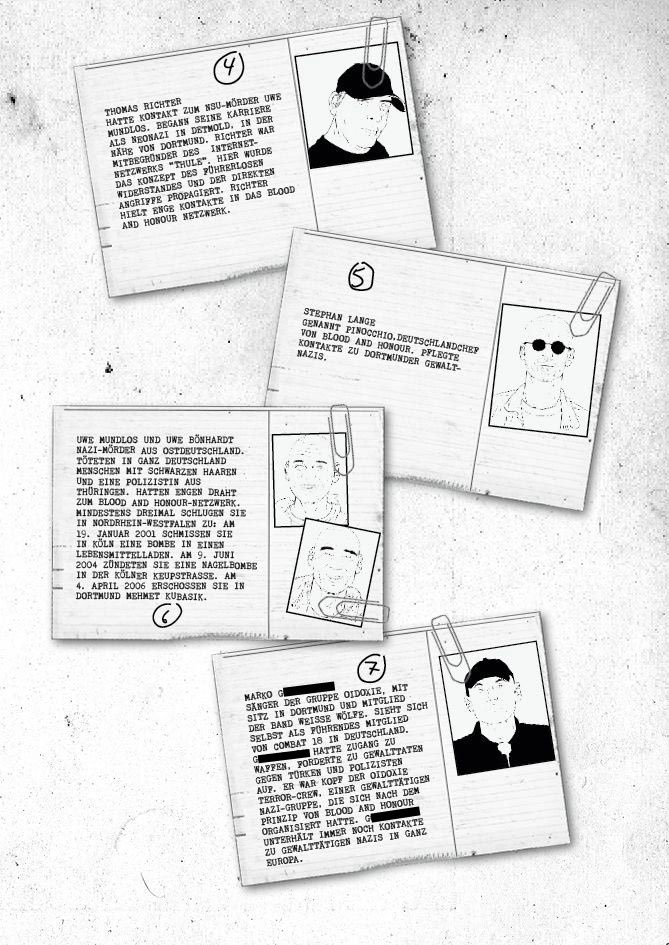 4
THOMAS RICHTER
HATTE KONTAKT ZUM NSU-MÖRDER UWE
MUNDLOS. BEGANN SEINE KARRIERE
ALS NEONAZI IN DETMOLD, IN DER
NÄHE VON DORTMUND. RICHTER WAR
MITBEGRÜNDER DES INTERNET-
NETZWERKS "THULE". HIER WURDE
DAS KONZEPT DES FÜHRERLOSEN
WIDERSTANDES UND DER DIREKTEN
ANGRIFFE PROPAGIERT. RICHTER
HIELT ENGE KONTAKTE IN DAS BLOOD
AND HONOUR NETZWERK.
5
STEPHAN LANGE
GENANNT PINOCCHIO,DEUTSCHLANDCHEF
VON BLOOD AND HONOUR. PFLEGTE
KONTAKTE ZU DORTMUNDER GEWALT-
NAZIS.
UWE MUNDLOS UND UWE BÖNHARDT
NAZI-MÖRDER AUS OSTDEUTSCHLAND.
TÖTETEN IN GANZ DEUTSCHLAND
MENSCHEN MIT SCHWARZEN HAAREN
UND EINE POLIZISTIN AUS
THÜRINGEN. HATTEN ENGEN DRAHT
ZUM BLOOD AND HONOUR-NETZWERK.
MINDESTENS DREIMAL SCHLUGEN SIE
IN NORDRHEIN-WESTFALEN ZU: AM
19. JANUAR 2001 SCHMISSEN SIE
IN KÖLN EINE BOMBE IN EINEN
LEBENSMITTELLADEN. AM 9. JUNI
2004 ZÜNDETEN SIE EINE NAGELBOMBE
IN DER KÖLNER KEUPSTRASSE. AM
4. APRIL 2006 ERSCHOSSEN SIE IN
DORTMUND MEHMET KUBASIK.
6
7
MARKO G
SÄNGER DER GRUPPE OIDOXIE, MIT
SITZ IN DORTMUND UND MITGLIED
DER BAND WEISSE WÖLFE. SIEHT SICH
SELBST ALS FÜHRENDES MITGLIED
VON COMBAT 18 IN DEUTSCHLAND.
G HATTE ZUGANG ZU
WAFFEN, FORDERTE ZU GEWALTTATEN
GEGEN TÜRKEN UND POLIZISTEN
AUF. ER WAR KOPF DER OIDOXIE
TERROR-CREW, EINER GEWALTTÄTIGEN
NAZI-GRUPPE, DIE SICH NACH DEM
PRINZIP VON BLOOD AND HONOUR
ORGANISIERT HATTE. G
UNTERHÄLT IMMER NOCH KONTAKTE
ZU GEWALTTÄTIGEN NAZIS IN GANZ
EUROPA.